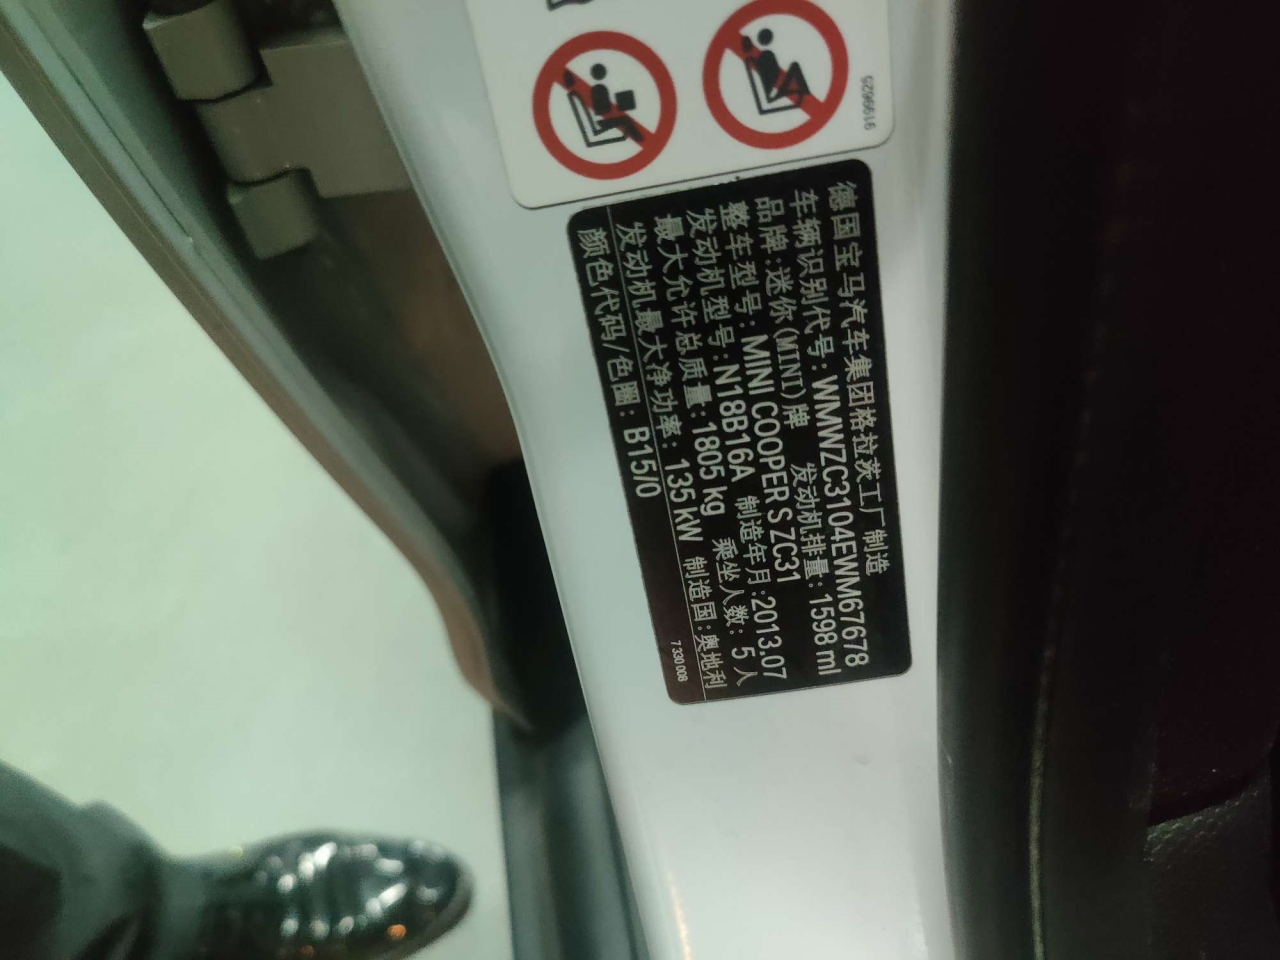 9199625
德国宝马汽车集团格拉茨工厂制造
车辆识别代号: WMWZC3104EWM67678
品牌:迷你(MINI)牌 发动机排量: 1598 ml
整车型号: MINI COOPER S ZC31
发动机型号: N18B16A 制造年月:2013.07
最大允许总质量: 1805 kg 乘坐人数: 5 人
发动机最大净功率: 135 kW 制造国:奥地利
颜色代码/色圈: B15/0 7 330 008